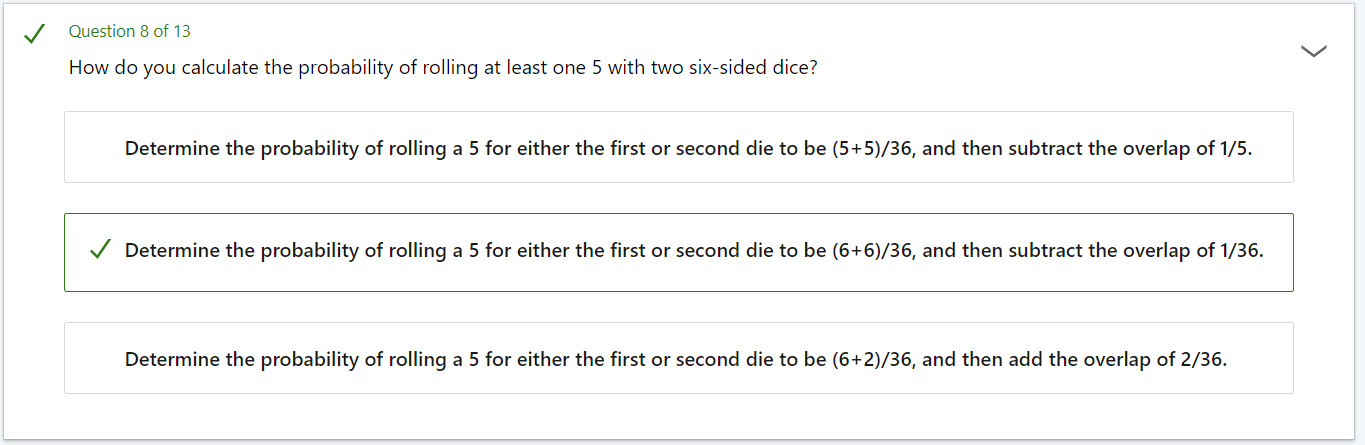 Question 8 of 13
How do you calculate the probability of rolling at least one 5 with two six-sided dice?
Determine the probability of rolling a 5 for either the first or second die to be (5+5)/36, and then subtract the overlap of 1/5.
Determine the probability of rolling a 5 for either the first or second die to be (6+6)/36, and then subtract the overlap of 1/36.
Determine the probability of rolling a 5 for either the first or second die to be (6+2)/36, and then add the overlap of 2/36.